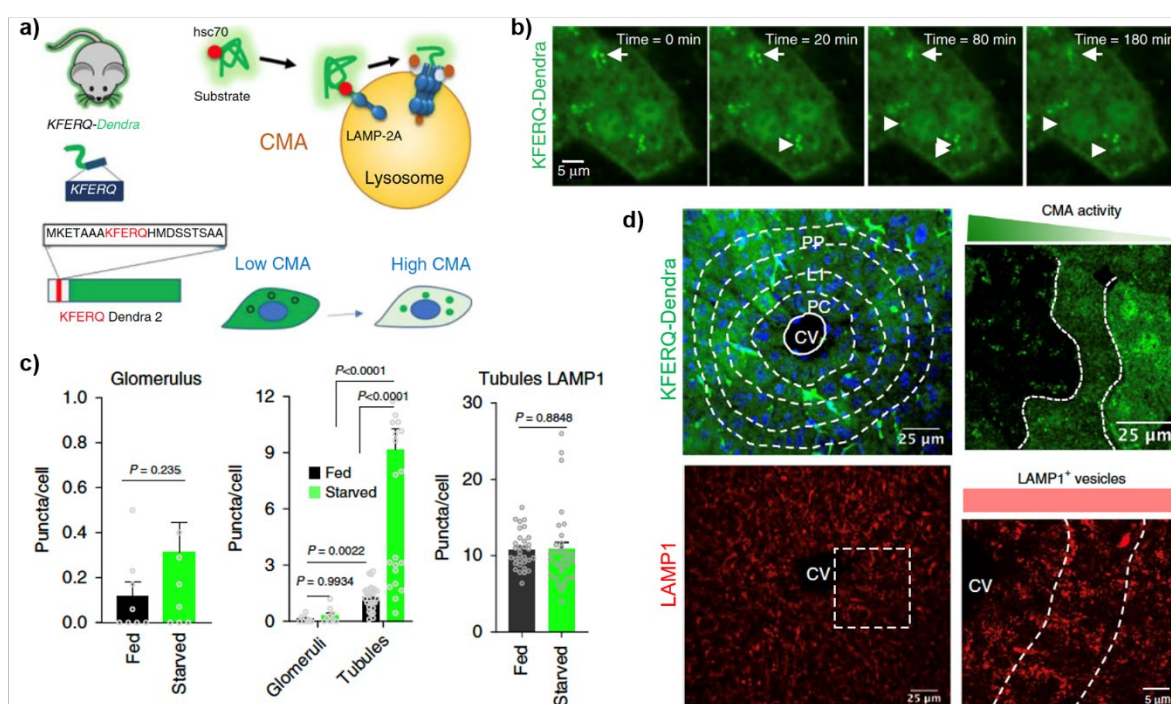 a)
hsc70
Substrate
KFERQ-Dendra
CMA
LAMP-2A
Lysosome
KFERQ
MKETAAAKFERQHMDSSTSAA
KFERQ Dendra 2
Low CMA
High CMA
b)
KFERQ-Dendra
Time = 0 min
Time = 20 min
Time = 80 min
Time = 180 min
5 µm
c)
Glomerulus
Puncta/cell
1.0
0.8
0.6
0.4
0.2
0.0
P = 0.235
Fed
Starved
Puncta/cell
12
9
6
3
0
P<0.0001
P<0.0001
Fed
Starved
P = 0.0022
P = 0.9934
Glomeruli
Tubules
Tubules LAMP1
Puncta/cell
30
20
10
0
P = 0.8848
Fed
Starved
d)
KFERQ-Dendra
PP
L1
PC
CV
25 µm
CMA activity
25 µm
LAMP1
CV
25 µm
LAMP1+ vesicles
CV
5 µm